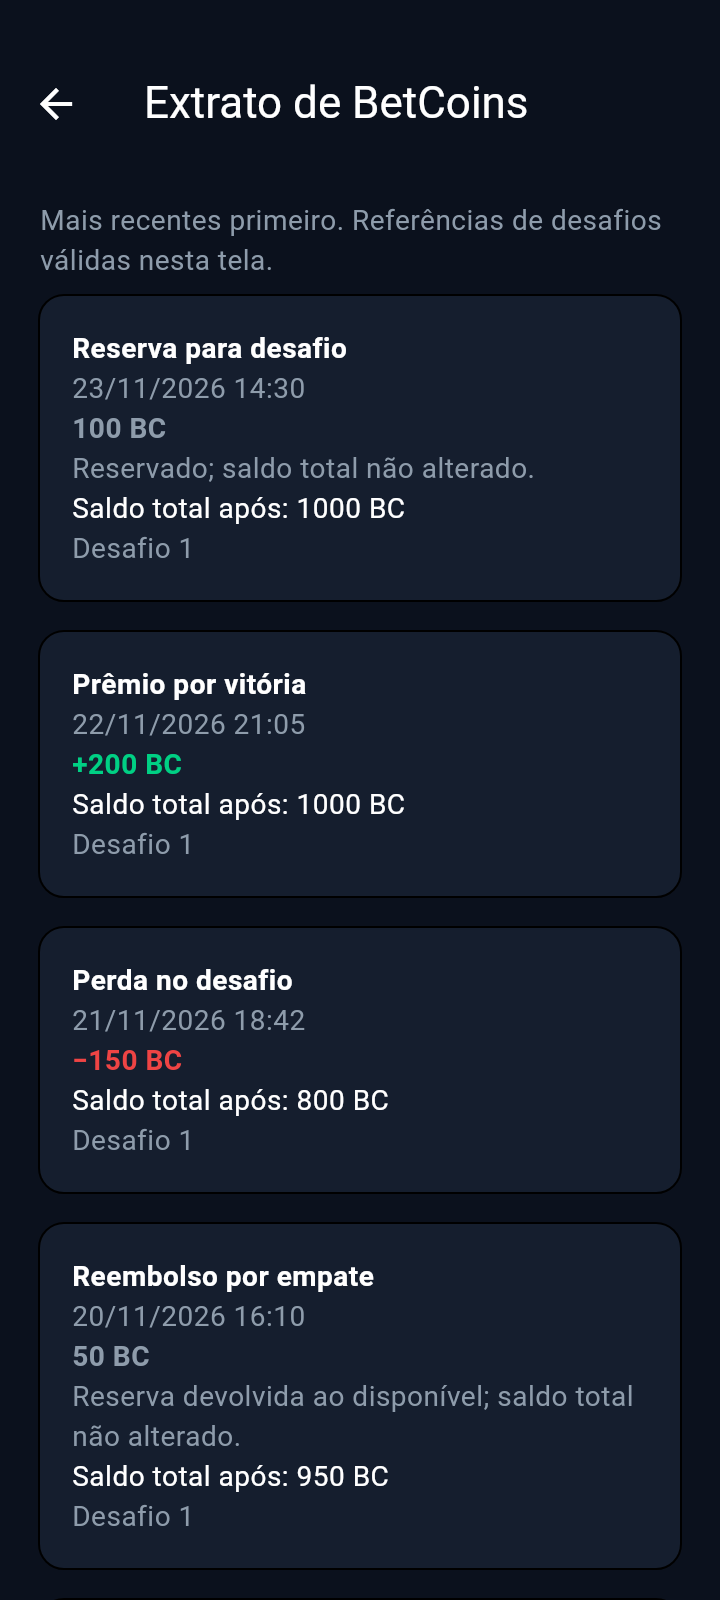 Extrato de BetCoins
Mais recentes primeiro. Referências de desafios
válidas nesta tela.
Reserva para desafio
23/11/2026 14:30
100 BC
Reservado; saldo total não alterado.
Saldo total após: 1000 BC
Desafio 1
Prêmio por vitória
22/11/2026 21:05
+200 BC
Saldo total após: 1000 BC
Desafio 1
Perda no desafio
21/11/2026 18:42
−150 BC
Saldo total após: 800 BC
Desafio 1
Reembolso por empate
20/11/2026 16:10
50 BC
Reserva devolvida ao disponível; saldo total
não alterado.
Saldo total após: 950 BC
Desafio 1